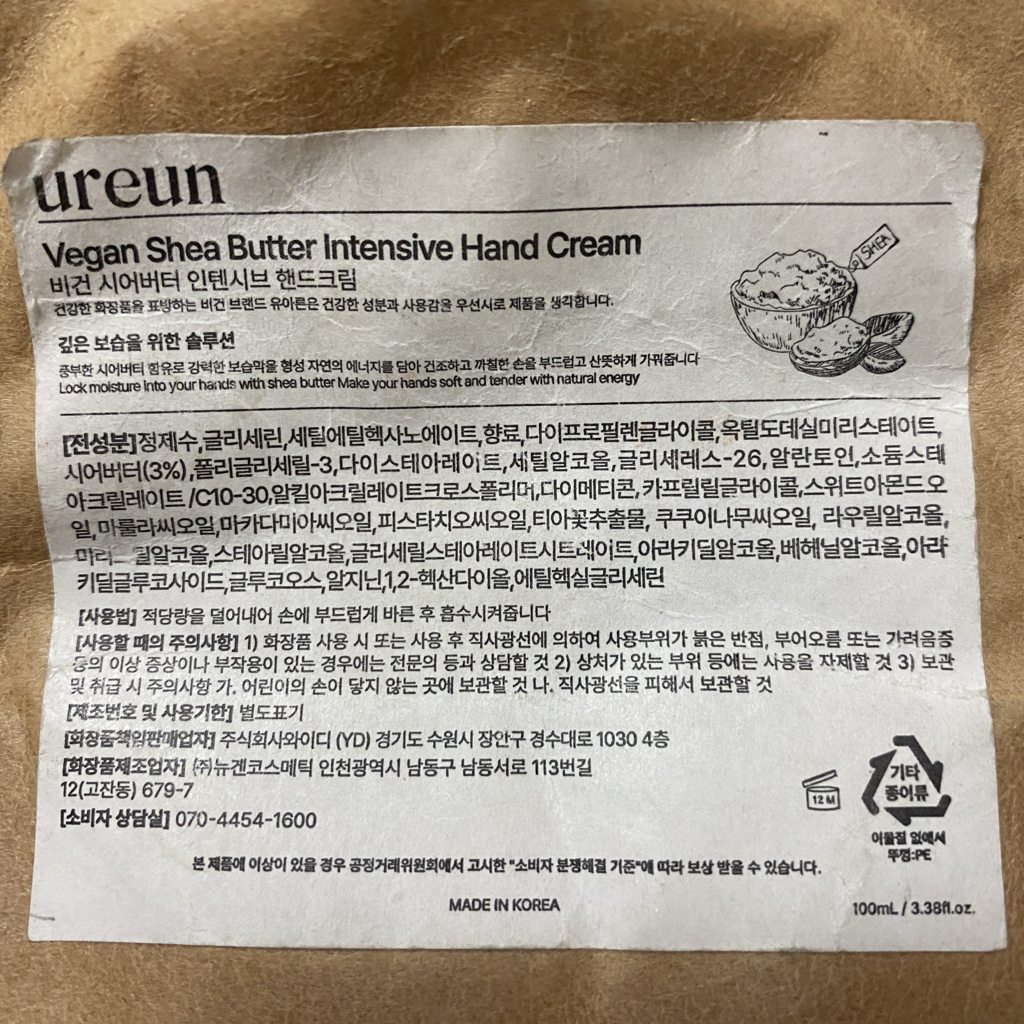 ureun
Vegan Shea Butter Intensive Hand Cream
비건 시어버터 인텐시브 핸드크림
SHEA
건강한 화장품을 표방하는 비건 브랜드 유아른은 건강한 성분과 사용감을 우선시로 제품을 생각합니다.
깊은 보습을 위한 솔루션
풍부한 시어버터 함유로 강력한 보습막을 형성 자연의 에너지를 담아 건조하고 까칠한 손을 부드럽고 산뜻하게 가꿔줍니다
Lock moisture into your hands with shea butter Make your hands soft and tender with natural energy
[전성분]정제수,글리세린,세틸에틸헥사노에이트,향료,다이프로필렌글라이콜,옥틸도데실미리스테이트,
시어버터(3%),폴리글리세릴-3,다이스테아레이트,세틸알코올,글리세레스-26,알란토인,소듐스테
아크릴레이트/C10-30,알킬아크릴레이트크로스폴리머,다이메티콘,카프릴릴글라이콜,스위트아몬드오
일,마룰라씨오일,마카다미아씨오일,피스타치오씨오일,티아꽃추출물, 쿠쿠이나무씨오일, 라우릴알코올,
스테아릴알코올,글리세릴스테아레이트시트레이트,아라키딜알코올,베헤닐알코올,아라
키딜글루코사이드,글루코오스,알지닌,1,2-헥산다이올,에틸헥실글리세린
[사용법] 적당량을 덜어내어 손에 부드럽게 바른 후 흡수시켜줍니다
[사용할 때의 주의사항] 1) 화장품 사용 시 또는 사용 후 직사광선에 의하여 사용부위가 붉은 반점, 부어오름 또는 가려움증
등의 이상 증상이나 부작용이 있는 경우에는 전문의 등과 상담할 것 2) 상처가 있는 부위 등에는 사용을 자제할 것 3) 보관
및 취급 시 주의사항 가. 어린이의 손이 닿지 않는 곳에 보관할 것 나. 직사광선을 피해서 보관할 것
[제조번호 및 사용기한] 별도표기
[화장품책임판매업자] 주식회사와이디 (YD) 경기도 수원시 장안구 경수대로 1030 4층
[화장품제조업자] ㈜뉴겐코스메틱 인천광역시 남동구 남동서로 113번길
12(고잔동) 679-7
[소비자 상담실] 070-4454-1600
12 M
기타
종이류
이물질 없애서
뚜껑:PE
본 제품에 이상이 있을 경우 공정거래위원회에서 고시한 "소비자 분쟁해결 기준"에 따라 보상 받을 수 있습니다.
MADE IN KOREA
100mL / 3.38fl.oz.